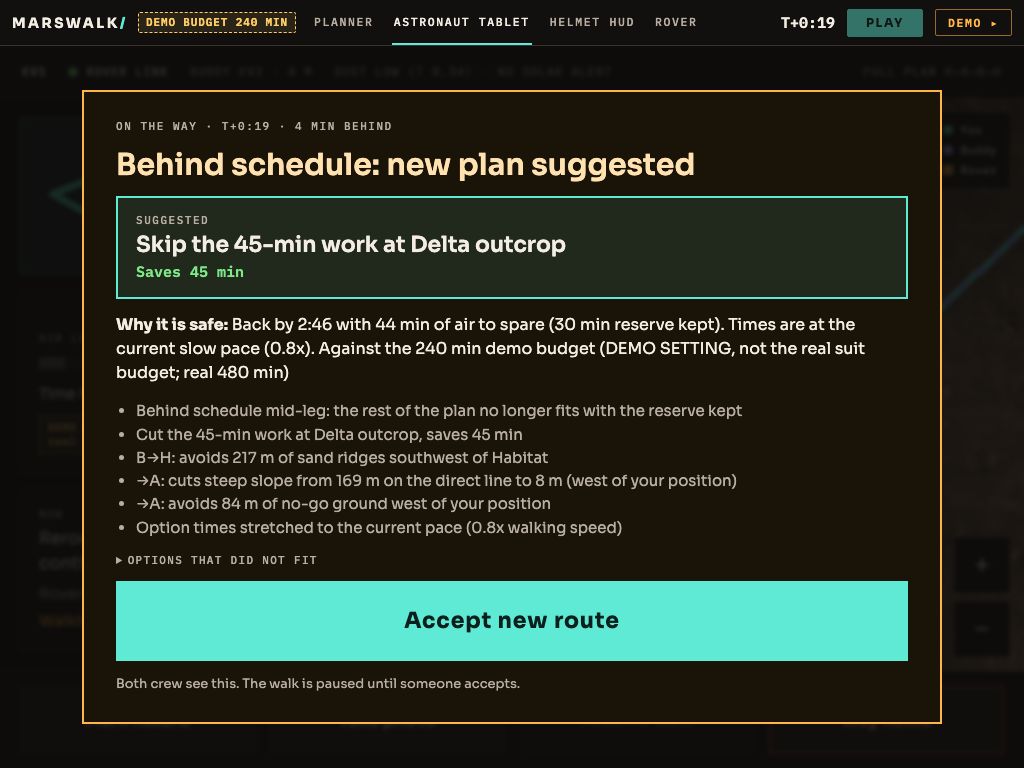 MARSWALK/ DEMO BUDGET 240 MIN PLANNER ASTRONAUT TABLET HELMET HUD ROVER T+0:19 PLAY DEMO ▸
ON THE WAY · T+0:19 · 4 MIN BEHIND
Behind schedule: new plan suggested
SUGGESTED
Skip the 45-min work at Delta outcrop
Saves 45 min
Why it is safe: Back by 2:46 with 44 min of air to spare (30 min reserve kept). Times are at the
current slow pace (0.8x). Against the 240 min demo budget (DEMO SETTING, not the real suit
budget; real 480 min)
• Behind schedule mid-leg: the rest of the plan no longer fits with the reserve kept
• Cut the 45-min work at Delta outcrop, saves 45 min
• B→H: avoids 217 m of sand ridges southwest of Habitat
• →A: cuts steep slope from 169 m on the direct line to 8 m (west of your position)
• →A: avoids 84 m of no-go ground west of your position
• Option times stretched to the current pace (0.8x walking speed)
▸ OPTIONS THAT DID NOT FIT
Accept new route
Both crew see this. The walk is paused until someone accepts.